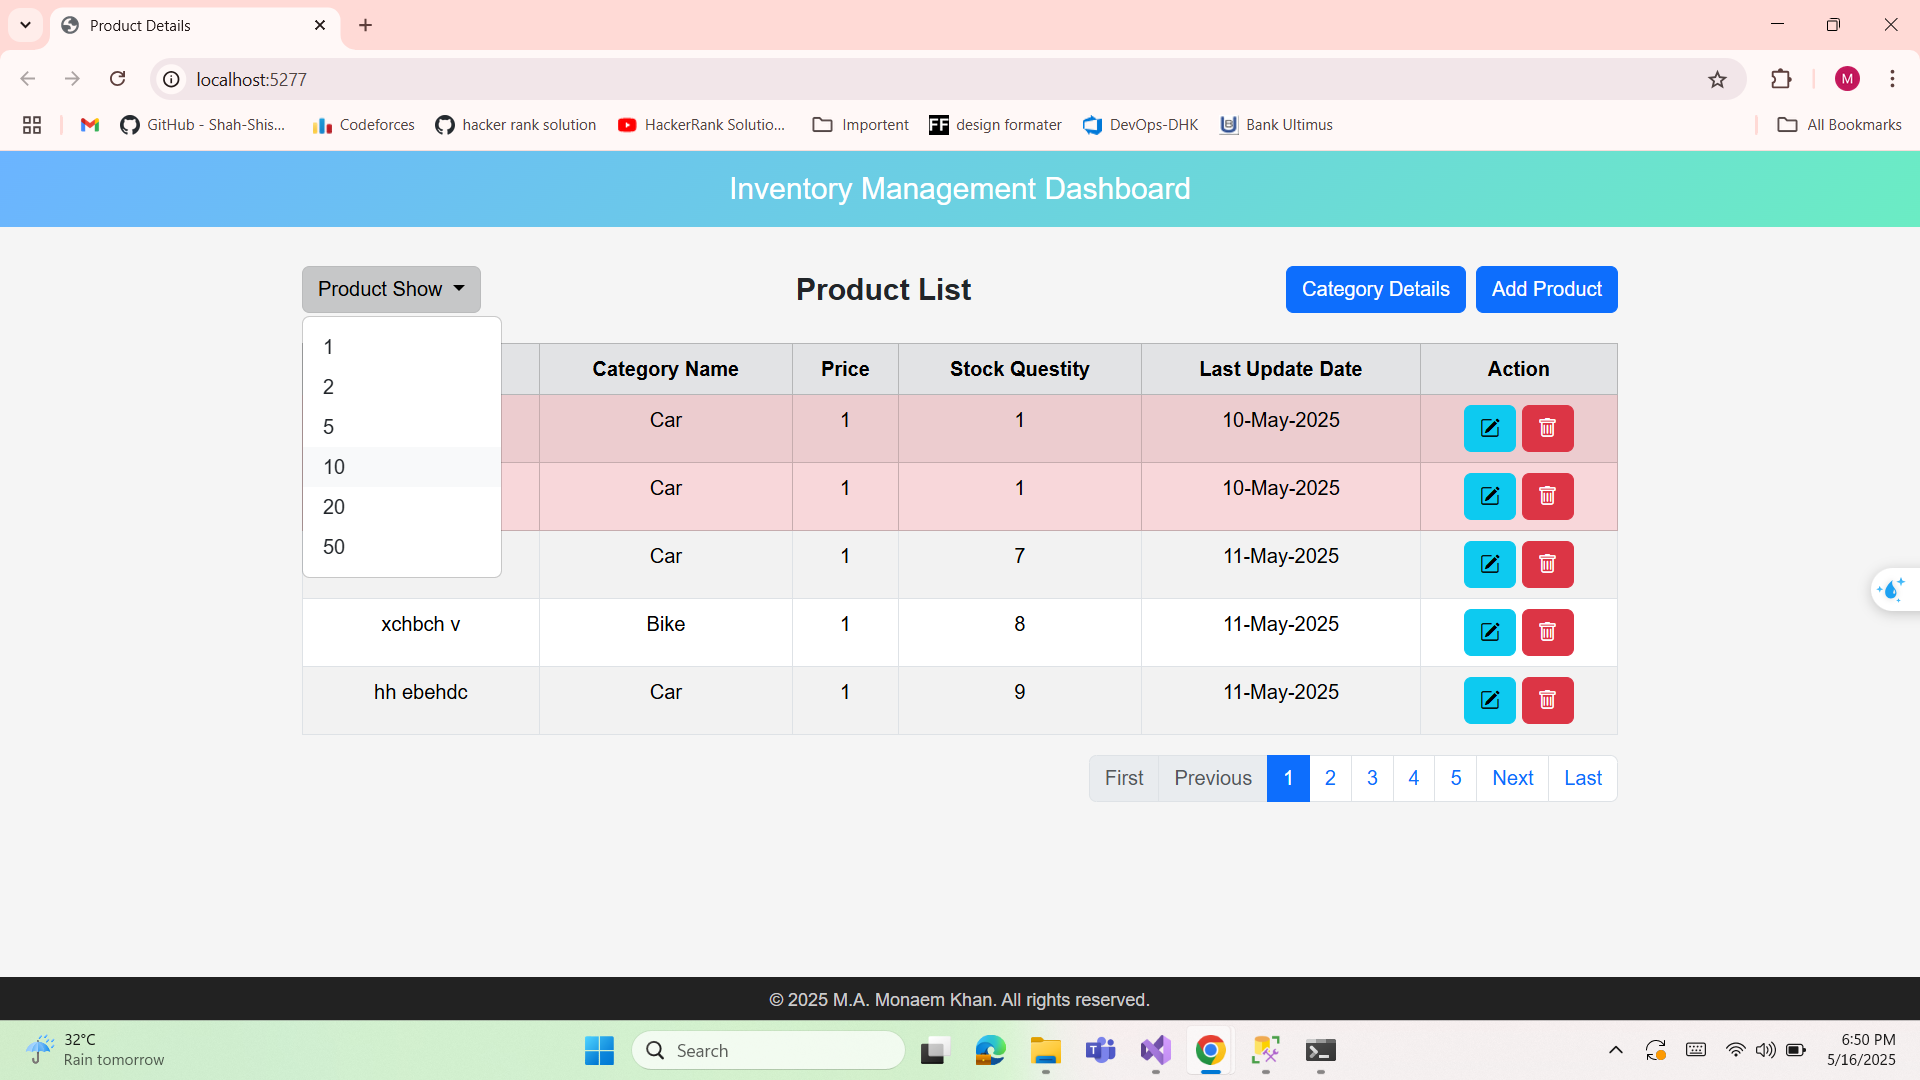 Product Details
localhost:5277
M
GitHub - Shah-Shis...
Codeforces
hacker rank solution
HackerRank Solutio...
Importent
FF
design formater
DevOps-DHK
Bank Ultimus
All Bookmarks
Inventory Management Dashboard
Product Show
Product List
Category Details
Add Product
1
2
5
10
20
50
Category Name Price Stock Questity Last Update Date Action
Car 1 1 10-May-2025
Car 1 1 10-May-2025
Car 1 7 11-May-2025
xchbch v Bike 1 8 11-May-2025
hh ebehdc Car 1 9 11-May-2025
First Previous 1 2 3 4 5 Next Last
© 2025 M.A. Monaem Khan. All rights reserved.
32°C
Rain tomorrow
Search
6:50 PM
5/16/2025